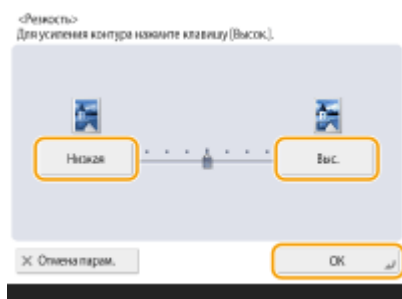 <Резкость>
Для усиления контура нажмите клавишу [Высок.].
Низкая
Выс.
× Отмена парам.
OK